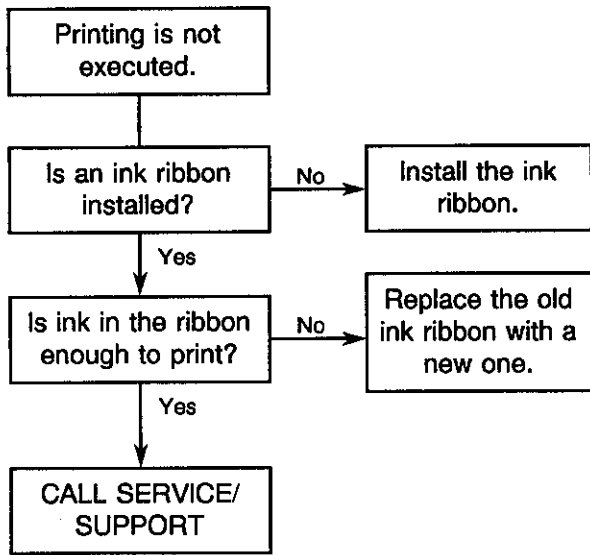 Printing is not
executed.
Is an ink ribbon
installed?
No
Install the ink
ribbon.
Yes
Is ink in the ribbon
enough to print?
No
Replace the old
ink ribbon with a
new one.
Yes
CALL SERVICE/
SUPPORT